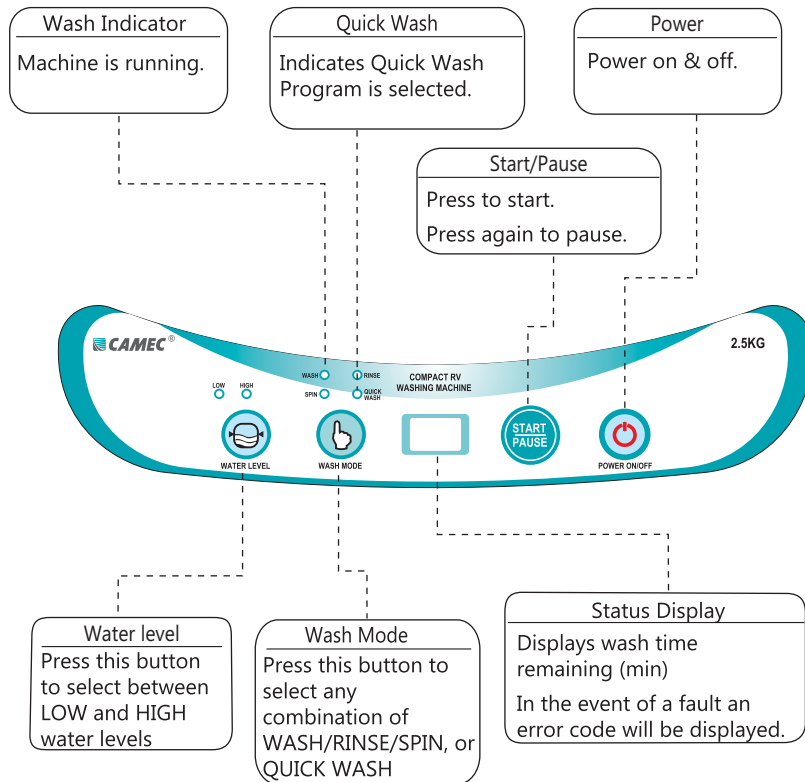 Wash Indicator
Machine is running.
Quick Wash
Indicates Quick Wash
Program is selected.
Power
Power on & off.
Start/Pause
Press to start.
Press again to pause.
CAMEC®
2.5KG
WASH
RINSE
SPIN
QUICK
WASH
COMPACT RV
WASHING MACHINE
LOW
HIGH
WATER LEVEL
WASH MODE
START
PAUSE
POWER ON/OFF
Water level
Press this button
to select between
LOW and HIGH
water levels
Wash Mode
Press this button to
select any
combination of
WASH/RINSE/SPIN, or
QUICK WASH
Status Display
Displays wash time
remaining (min)
In the event of a fault an
error code will be displayed.